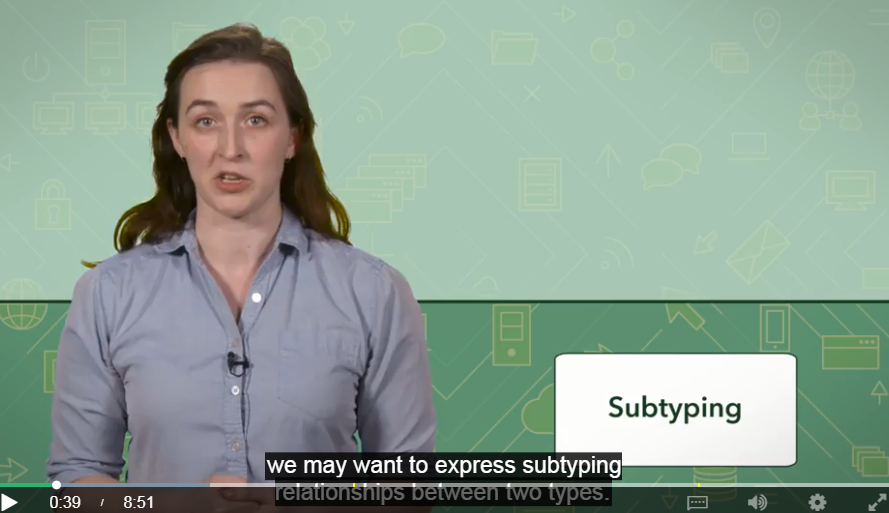 Subtyping
we may want to express subtyping
relationships between two types.
0:39 / 8:51